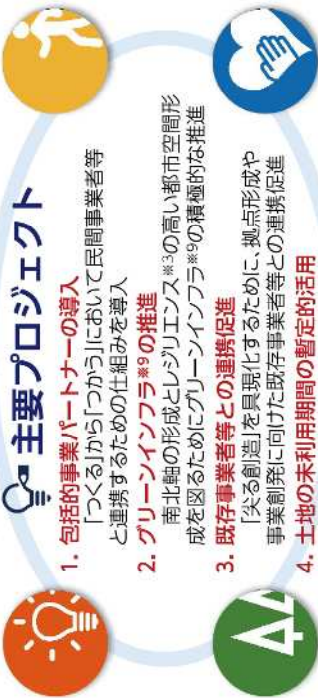 主要プロジェクト
1. 包括的事業パートナーの導入
「つくる」から「つかう」において民間事業者等
と連携するための仕組みを導入
2. グリーンインフラ※9の推進
南北軸の形成とレジリエンス※3の高い都市空間形
成を図るためにグリーンインフラ※9の積極的な推進
3. 既存事業者等との連携促進
「尖る創造」を具現化するために、拠点形成や
事業創発に向けた既存事業者等との連携促進
4. 土地の未利用期間の暫定的活用